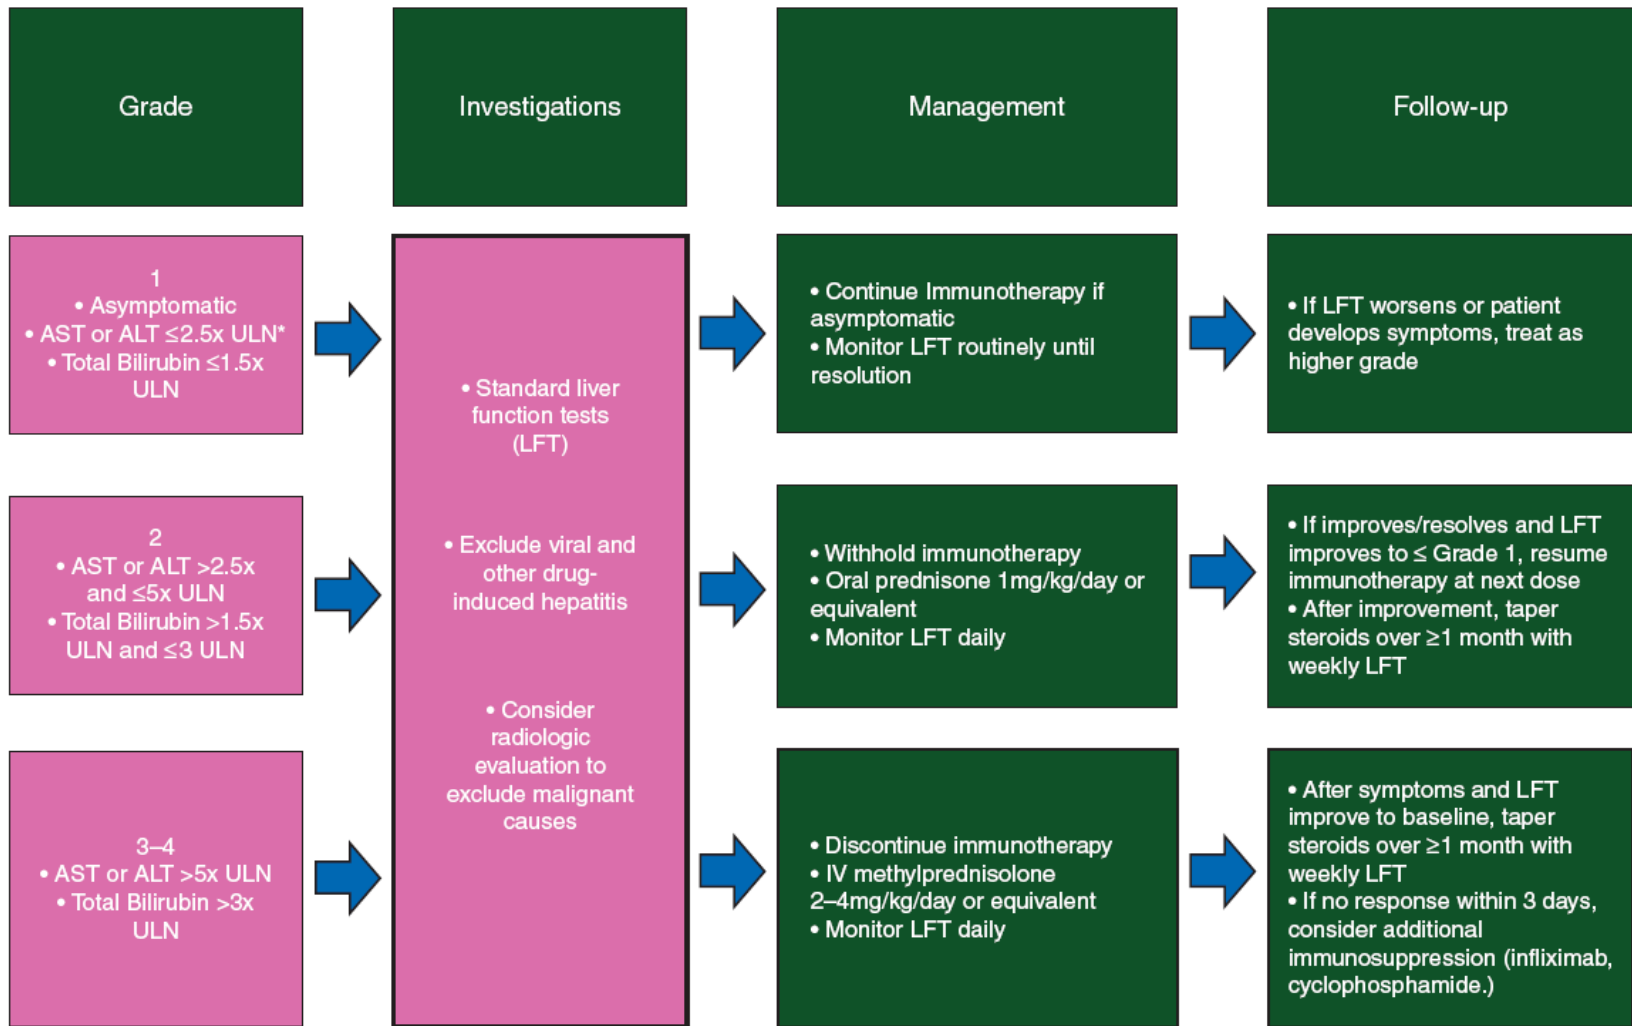 Grade
Investigations
Management
Follow-up
1
• Asymptomatic
• AST or ALT ≤2.5x ULN*
• Total Bilirubin ≤1.5x
ULN
• Standard liver
function tests
(LFT)
• Exclude viral and
other drug-
induced hepatitis
• Consider
radiologic
evaluation to
exclude malignant
causes
• Continue Immunotherapy if
asymptomatic
• Monitor LFT routinely until
resolution
• If LFT worsens or patient
develops symptoms, treat as
higher grade
2
• AST or ALT >2.5x
and ≤5x ULN
• Total Bilirubin >1.5x
ULN and ≤3 ULN
• Withhold immunotherapy
• Oral prednisone 1mg/kg/day or
equivalent
• Monitor LFT daily
• If improves/resolves and LFT
improves to ≤ Grade 1, resume
immunotherapy at next dose
• After improvement, taper
steroids over ≥1 month with
weekly LFT
3–4
• AST or ALT >5x ULN
• Total Bilirubin >3x
ULN
• Discontinue immunotherapy
• IV methylprednisolone
2–4mg/kg/day or equivalent
• Monitor LFT daily
• After symptoms and LFT
improve to baseline, taper
steroids over ≥1 month with
weekly LFT
• If no response within 3 days,
consider additional
immunosuppression (infliximab,
cyclophosphamide.)